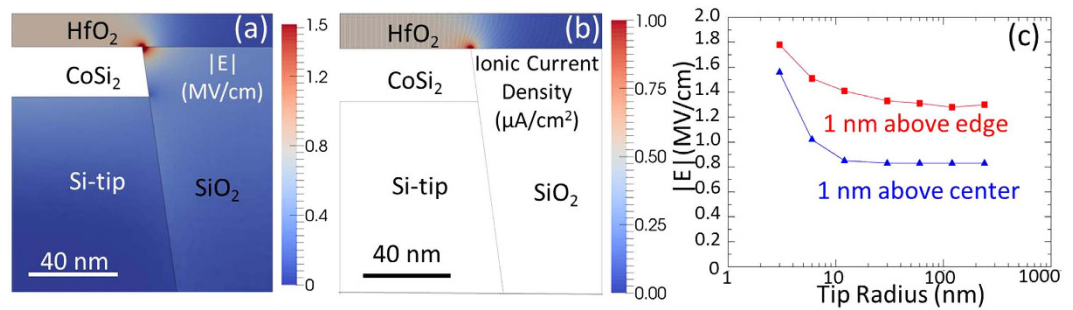 HfO2
(a)
CoSi2
|E|
(MV/cm)
Si-tip
SiO2
40 nm
1.5
1.2
0.8
0.4
0
HfO2
(b)
CoSi2
Ionic Current
Density
(µA/cm2)
Si-tip
SiO2
40 nm
1.00
0.75
0.50
0.25
0.00
(c)
|E|(MV/cm)
2.0
1.8
1.6
1.4
1.2
1.0
0.8
0.6
0.4
0.2
0
1 nm above edge
1 nm above center
1 10 100 1000
Tip Radius (nm)